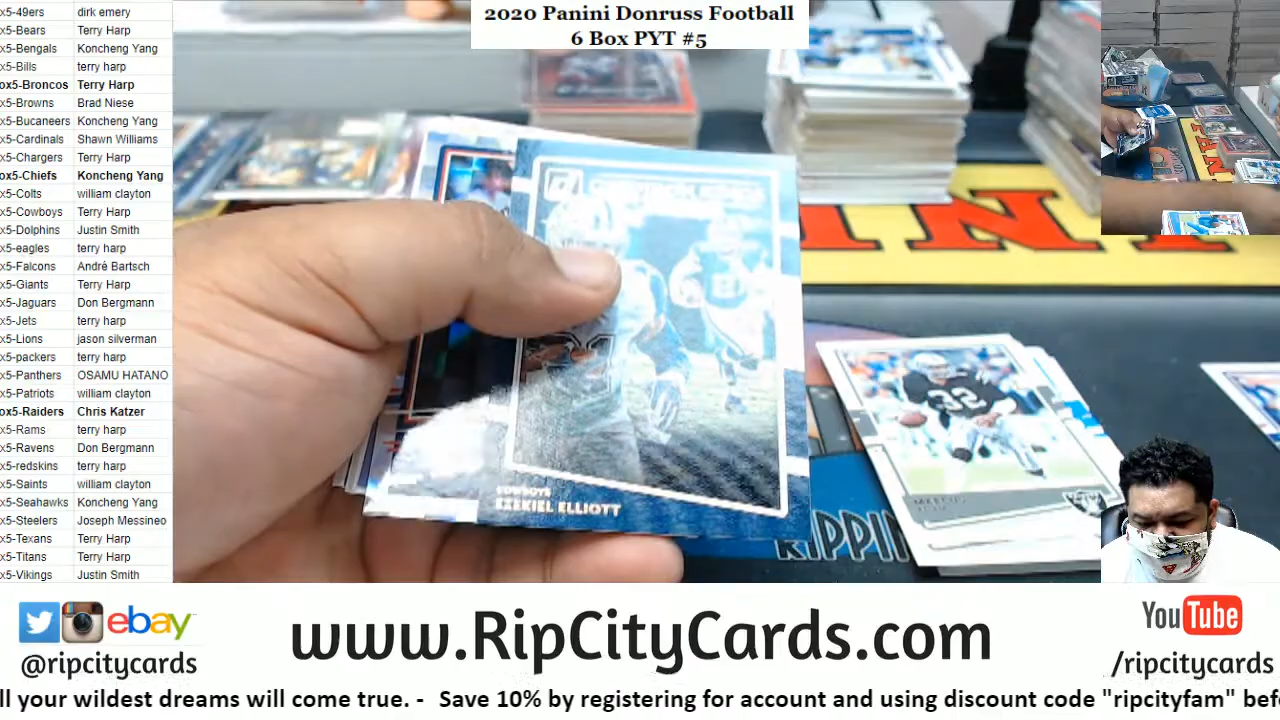 2020 Panini Donruss Football
6 Box PYT #5
x5-49ers dirk emery
x5-Bears Terry Harp
x5-Bengals Koncheng Yang
x5-Bills terry harp
ox5-Broncos Terry Harp
x5-Browns Brad Niese
x5-Bucaneers Koncheng Yang
x5-Cardinals Shawn Williams
x5-Chargers Terry Harp
ox5-Chiefs Koncheng Yang
x5-Colts william clayton
x5-Cowboys Terry Harp
x5-Dolphins Justin Smith
x5-eagles terry harp
x5-Falcons André Bartsch
x5-Giants Terry Harp
x5-Jaguars Don Bergmann
x5-Jets terry harp
x5-Lions jason silverman
x5-packers terry harp
x5-Panthers OSAMU HATANO
x5-Patriots william clayton
ox5-Raiders Chris Katzer
x5-Rams terry harp
x5-Ravens Don Bergmann
x5-redskins terry harp
x5-Saints william clayton
x5-Seahawks Koncheng Yang
x5-Steelers Joseph Messineo
x5-Texans Terry Harp
x5-Titans Terry Harp
x5-Vikings Justin Smith
COWBOYS
EZEKIEL ELLIOTT
32
MARCUS
ALLEN
RIPPIN
ebay
@ripcitycards
www.RipCityCards.com
YouTube
/ripcitycards
ll your wildest dreams will come true. - Save 10% by registering for account and using discount code "ripcityfam" bef